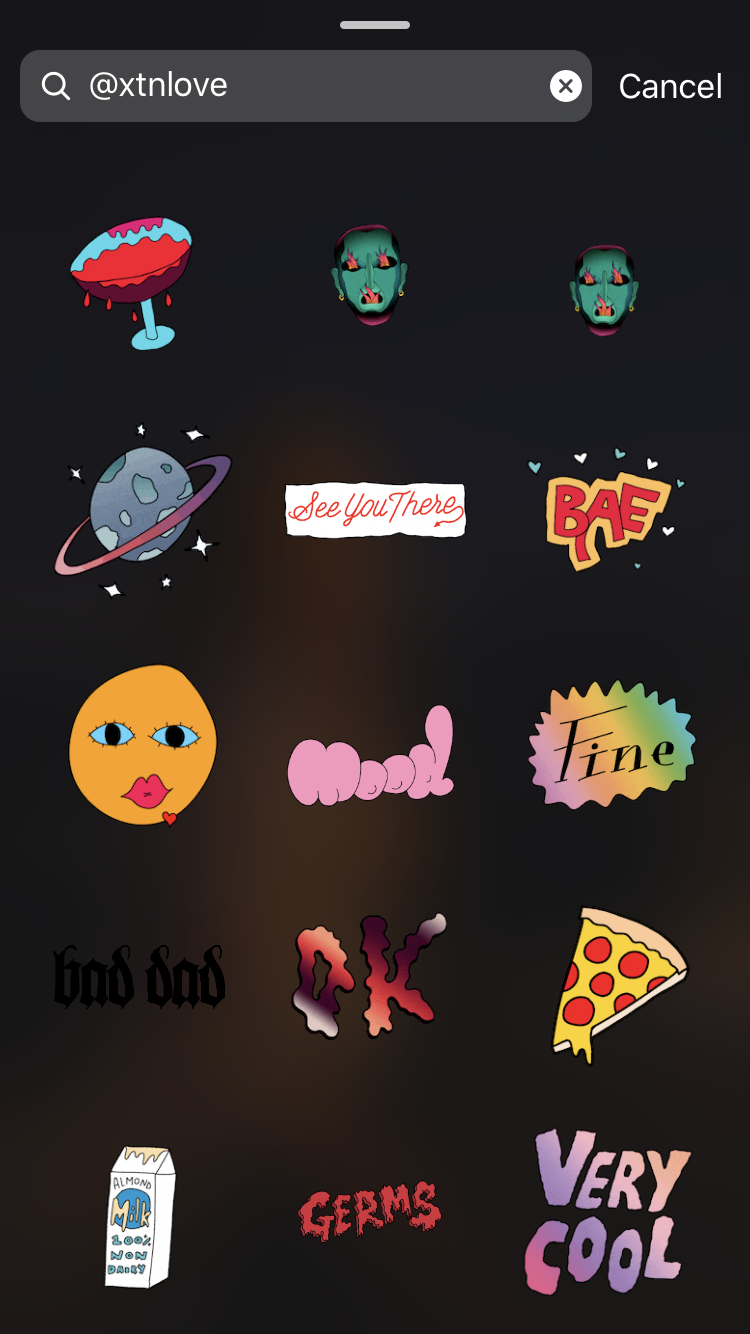 @xtnlove
Cancel
See You There
BAE
Mood
Fine
bad dad
OK
ALMOND
Milk
100%
NON
DAIRY
GERMS
VERY
COOL